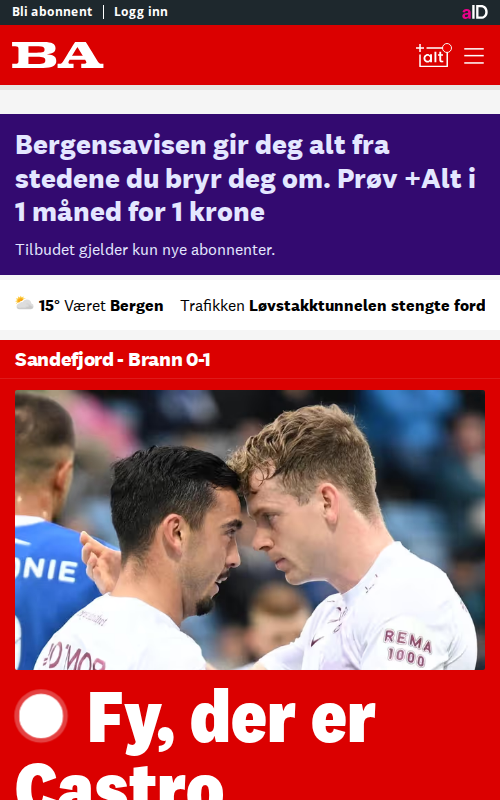 Bli abonnent
Logg inn
aID
BA
+alt
Bergensavisen gir deg alt fra
stedene du bryr deg om. Prøv +Alt i
1 måned for 1 krone
Tilbudet gjelder kun nye abonnenter.
15° Været Bergen
Trafikken Løvstakktunnelen stengte ford
Sandefjord - Brann 0-1
ONIE
REMA
1000
Fy, der er
Castro